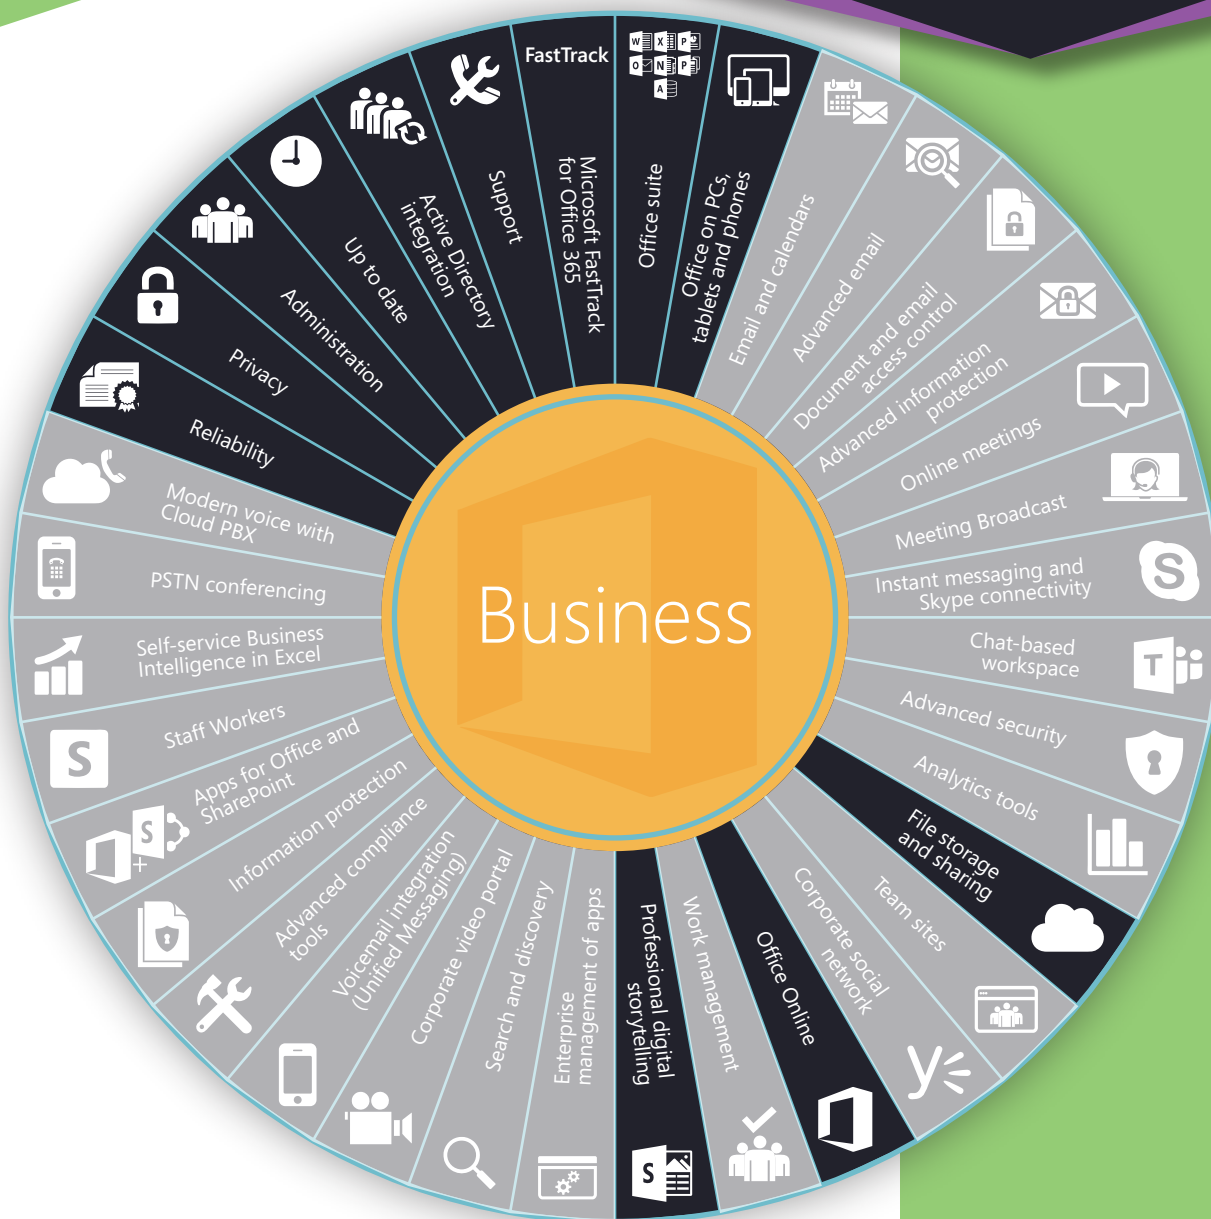 FastTrack
Microsoft FastTrack
for Office 365
W X P
O N P
A
Office suite
Office on PCs,
tablets and phones
Email and calendars
Advanced email
Document and email
access control
Advanced information
protection
Online meetings
Meeting Broadcast
Instant messaging and
Skype connectivity
S
Chat-based
workspace
T
Advanced security
Analytics tools
File storage
and sharing
Team sites
Corporate social
network
Office Online
Work management
Professional digital
storytelling
S
Enterprise
management of apps
Search and discovery
Corporate video portal
Voicemail integration
(Unified Messaging)
Advanced compliance
tools
Information protection
Apps for Office and
SharePoint
S
+
Staff Workers
S
Self-service Business
Intelligence in Excel
PSTN conferencing
Modern voice with
Cloud PBX
Reliability
Privacy
Administration
Up to date
Active Directory
integration
Support
Business